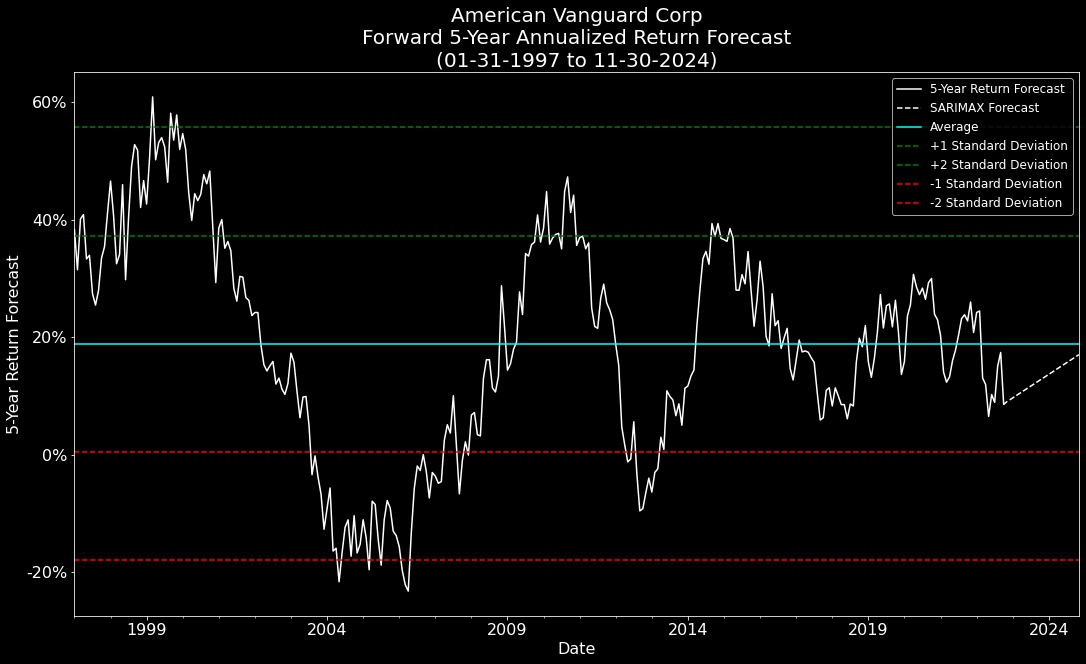 American Vanguard Corp
Forward 5-Year Annualized Return Forecast
(01-31-1997 to 11-30-2024)
5-Year Return Forecast
SARIMAX Forecast
Average
+1 Standard Deviation
+2 Standard Deviation
-1 Standard Deviation
-2 Standard Deviation
5-Year Return Forecast
60%
40%
20%
0%
-20%
1999
2004
2009
2014
2019
2024
Date